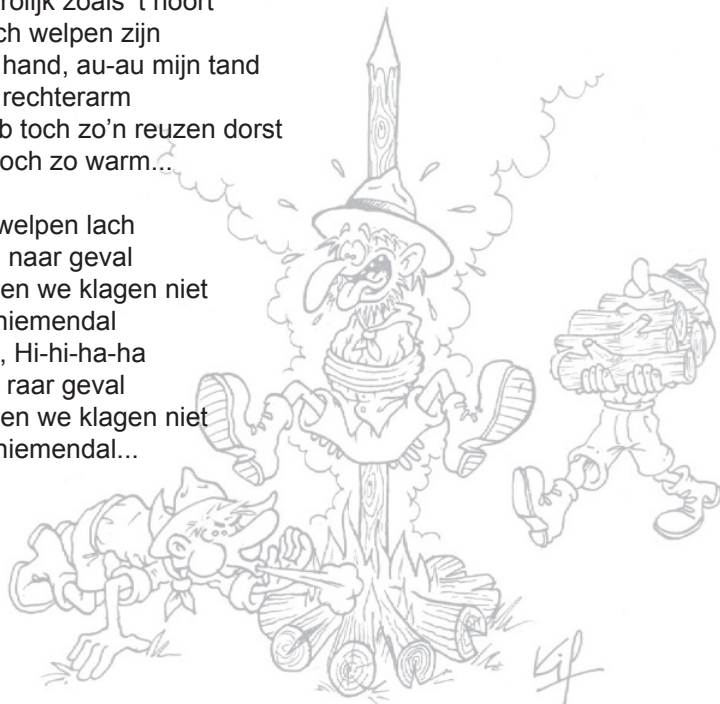 rolijk zoals 't hoort
ch welpen zijn
hand, au-au mijn tand
rechterarm
b toch zo'n reuzen dorst
och zo warm...
welpen lach
naar geval
en we klagen niet
niemendal
, Hi-hi-ha-ha
raar geval
en we klagen niet
niemendal...